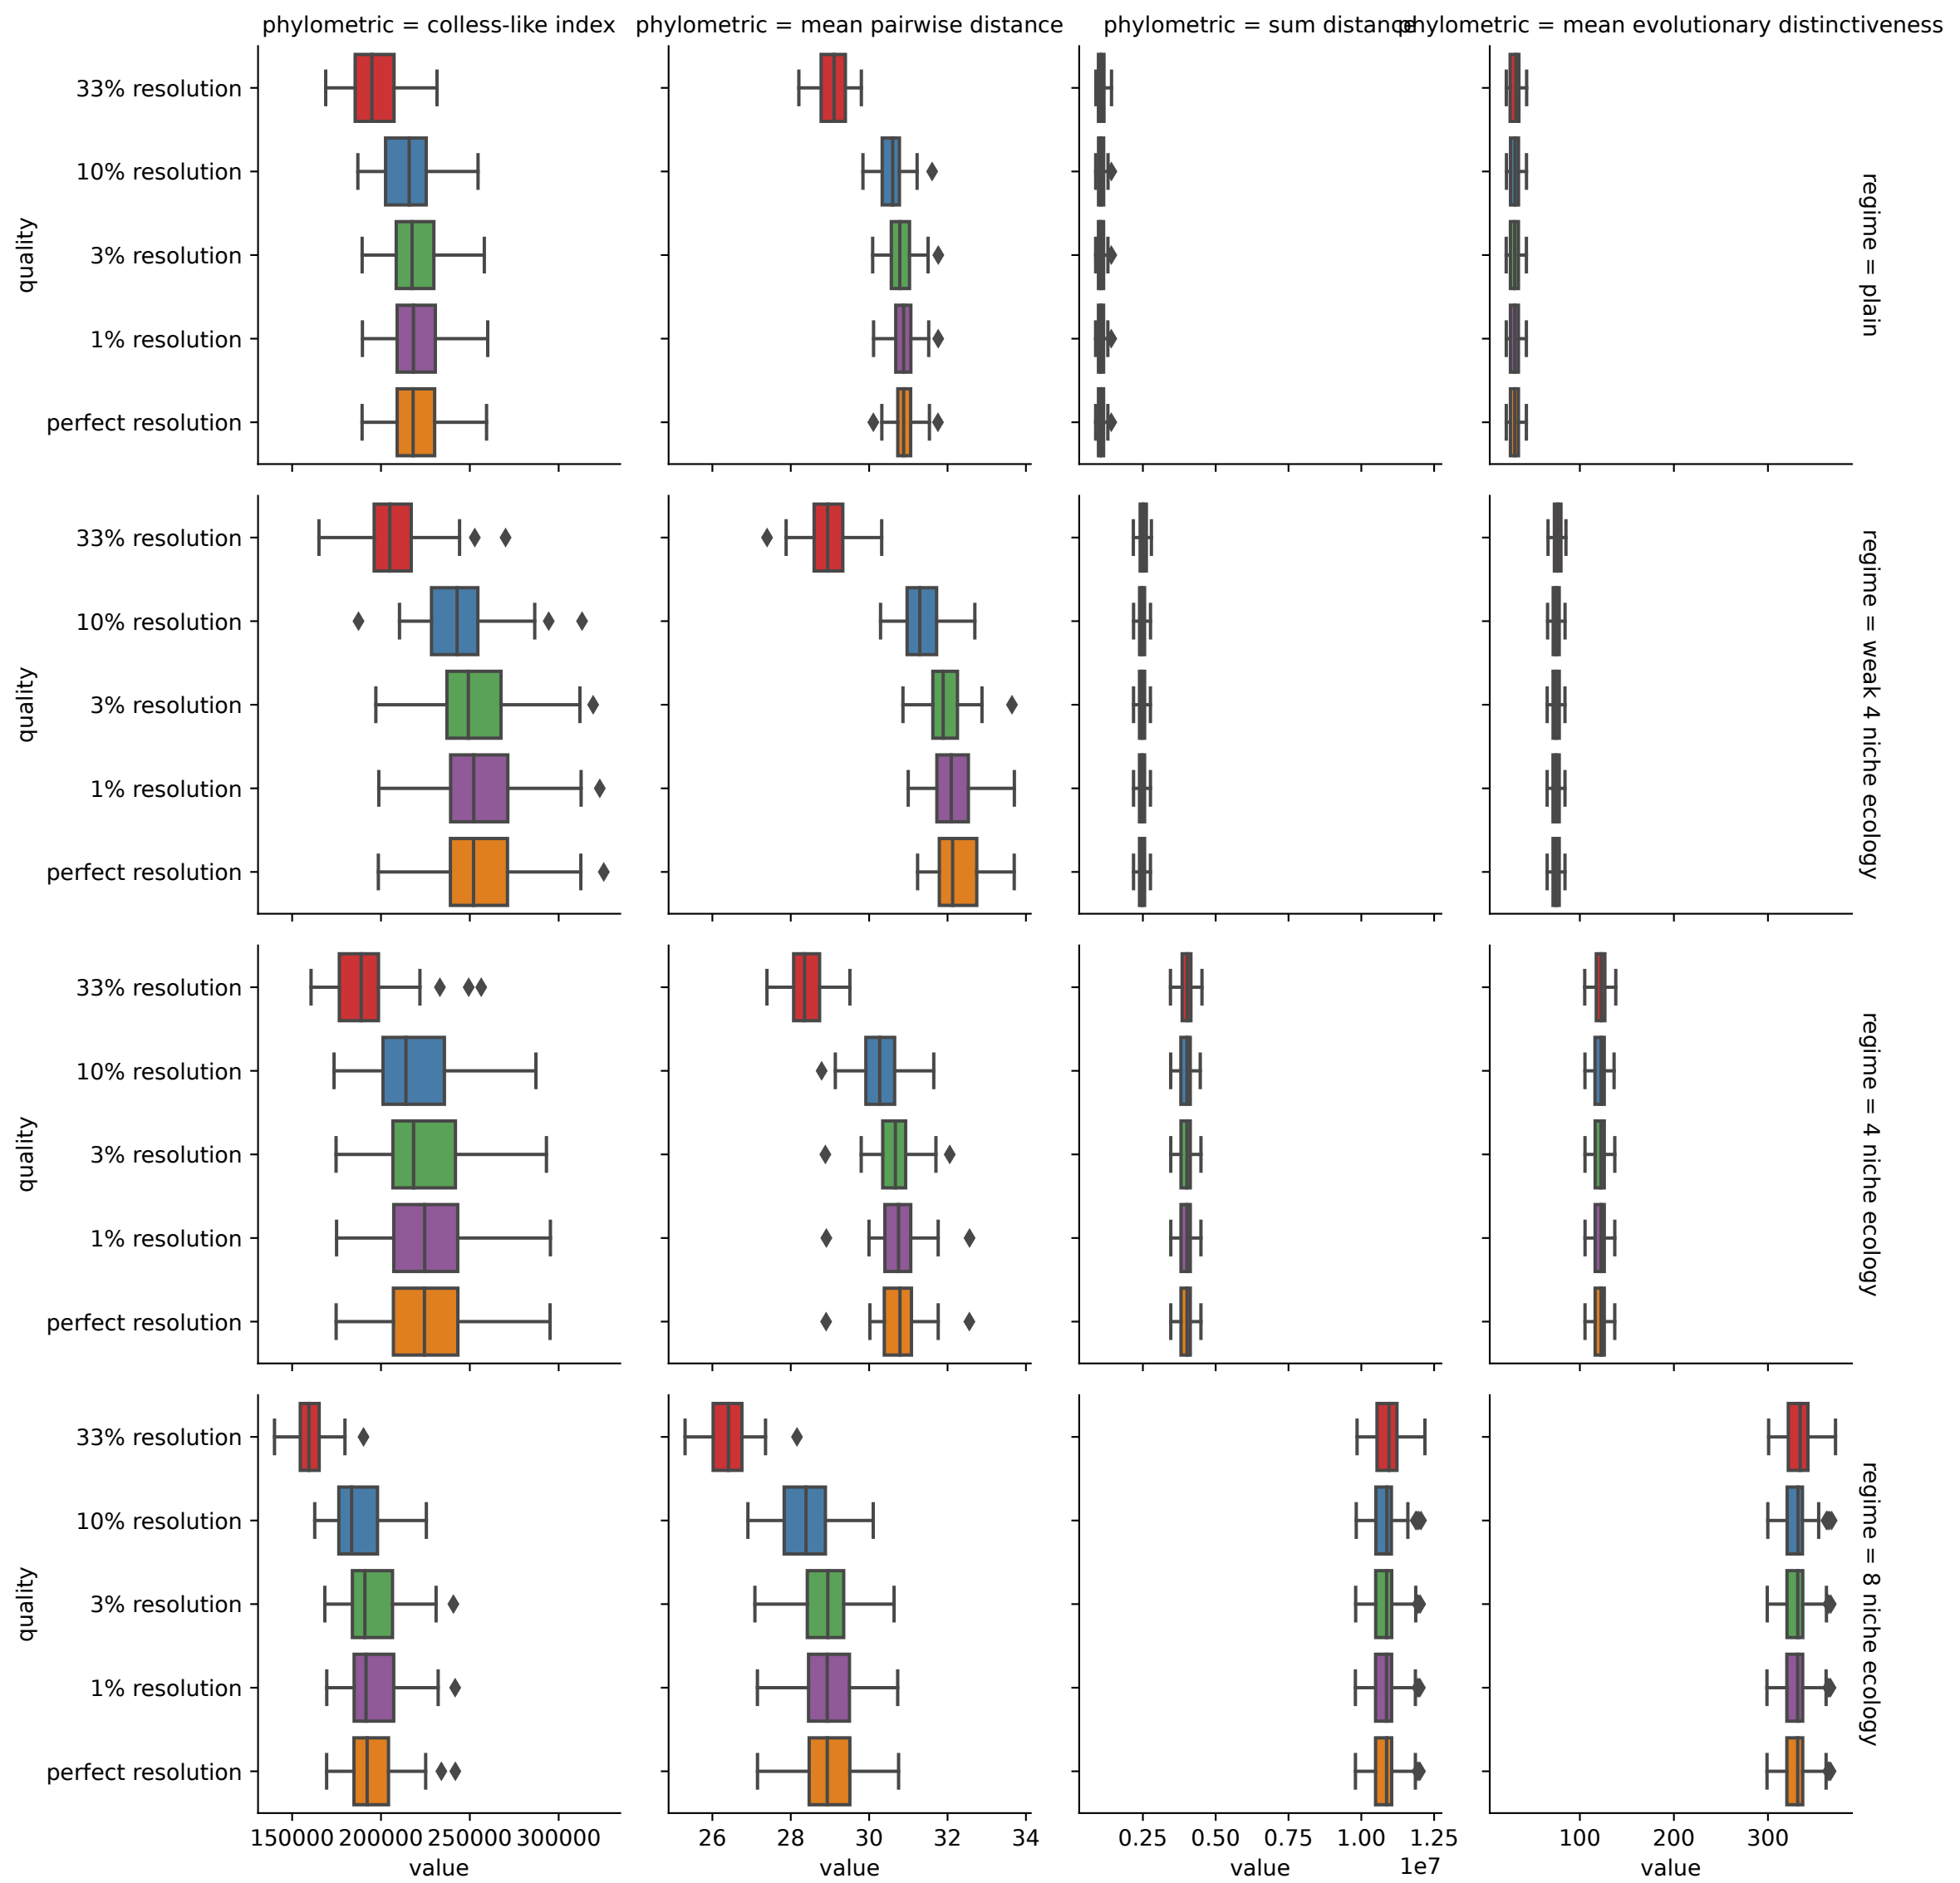 phylometric = colless-like index
phylometric = mean pairwise distance
phylometric = sum distance
phylometric = mean evolutionary distinctiveness
quality
33% resolution
10% resolution
3% resolution
1% resolution
perfect resolution
regime = plain
quality
33% resolution
10% resolution
3% resolution
1% resolution
perfect resolution
regime = weak 4 niche ecology
quality
33% resolution
10% resolution
3% resolution
1% resolution
perfect resolution
regime = 4 niche ecology
quality
33% resolution
10% resolution
3% resolution
1% resolution
perfect resolution
regime = 8 niche ecology
150000 200000 250000 300000
value
26 28 30 32 34
value
0.25 0.50 0.75 1.00 1.25
1e7
value
100 200 300
value